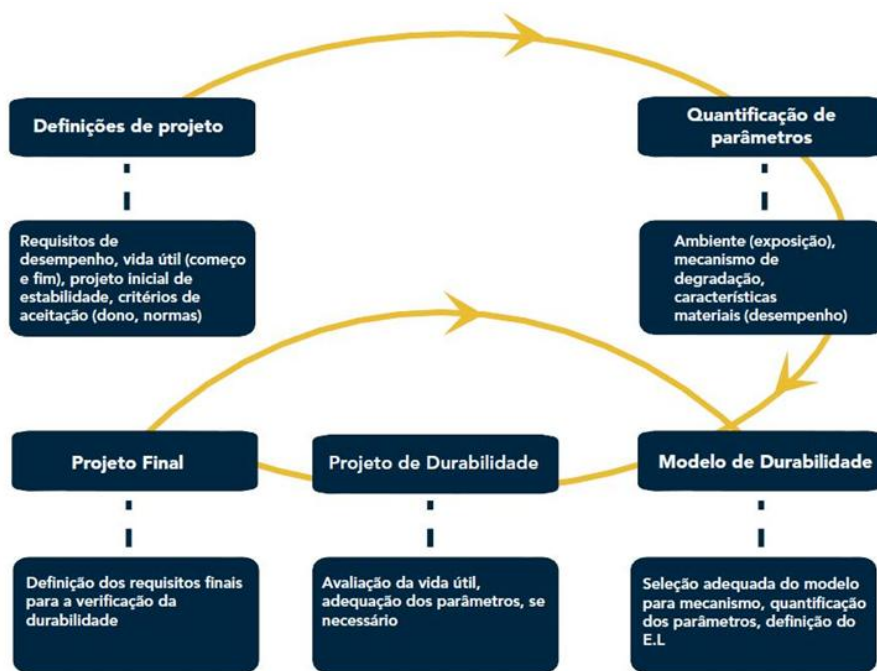 Definições de projeto
Quantificação de
parâmetros
Requisitos de
desempenho, vida útil (começo
e fim), projeto inicial de
estabilidade, critérios de
aceitação (dono, normas)
Ambiente (exposição),
mecanismo de
degradação,
características
materiais (desempenho)
Projeto Final
Projeto de Durabilidade
Modelo de Durabilidade
Definição dos requisitos finais
para a verificação da
durabilidade
Avaliação da vida útil,
adequação dos parâmetros, se
necessário
Seleção adequada do modelo
para mecanismo, quantificação
dos parâmetros, definição do
E.L